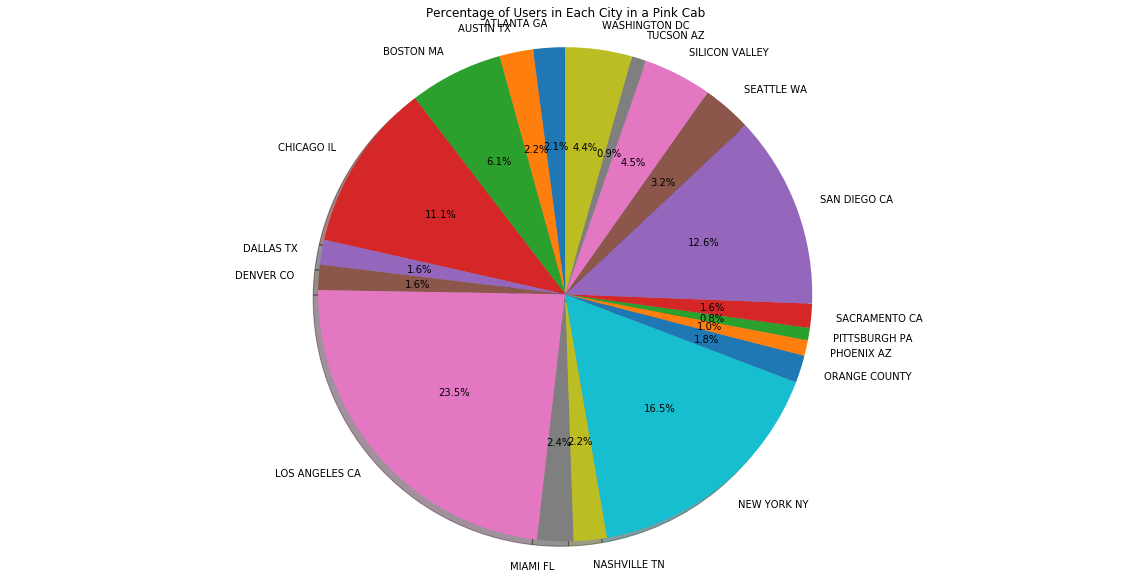 Percentage of Users in Each City in a Pink Cab
ATLANTA GA
2.1%
AUSTIN TX
2.2%
BOSTON MA
6.1%
CHICAGO IL
11.1%
DALLAS TX
1.6%
DENVER CO
1.6%
LOS ANGELES CA
23.5%
MIAMI FL
2.4%
NASHVILLE TN
2.2%
NEW YORK NY
16.5%
ORANGE COUNTY
1.8%
PHOENIX AZ
1.0%
PITTSBURGH PA
0.8%
SACRAMENTO CA
1.6%
SAN DIEGO CA
12.6%
SEATTLE WA
3.2%
SILICON VALLEY
4.5%
TUCSON AZ
0.9%
WASHINGTON DC
4.4%